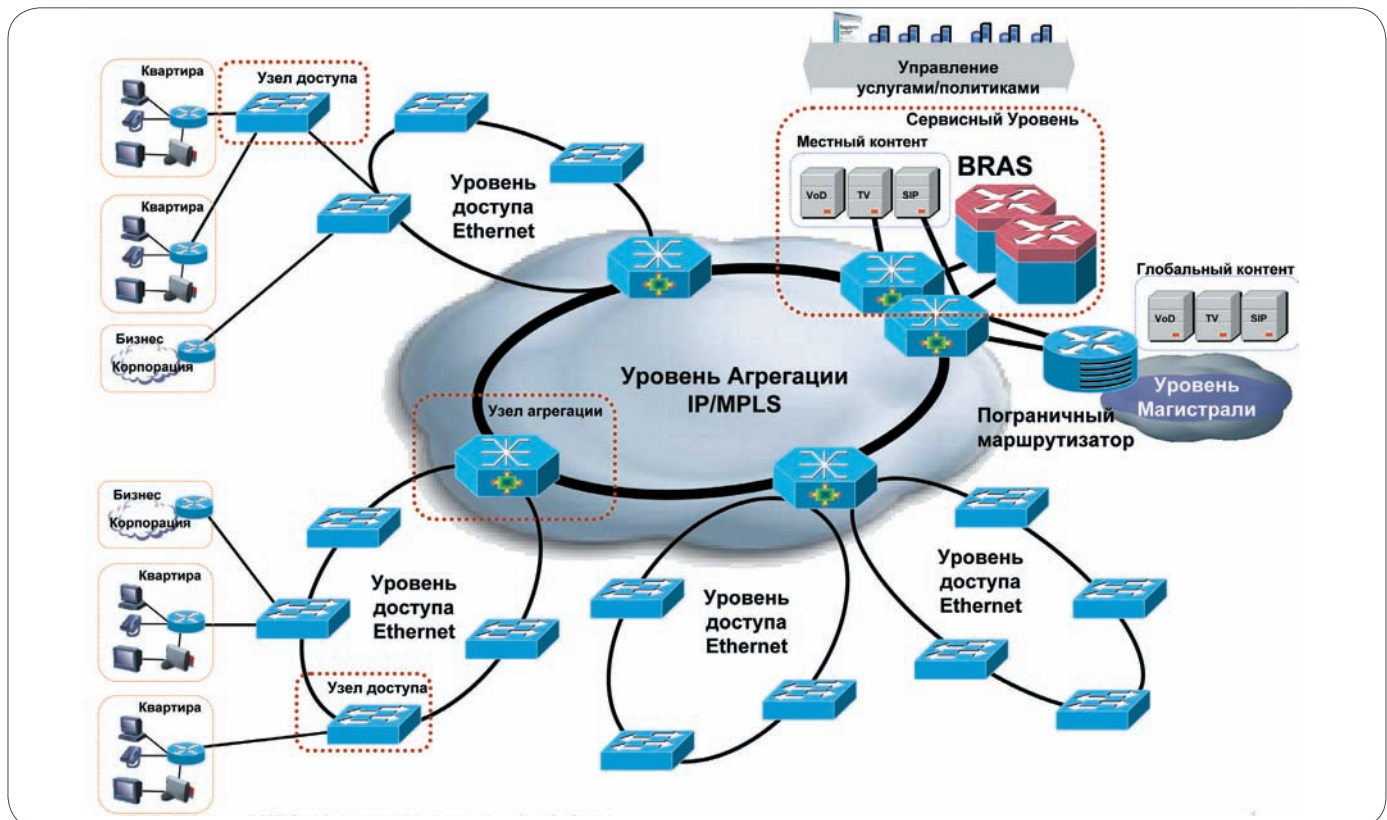 Управление
услугами/политиками
Квартира
Узел доступа
Сервисный Уровень
Местный контент
BRAS
VoD
TV
SIP
Уровень
доступа
Ethernet
Квартира
Глобальный контент
VoD
TV
SIP
Бизнес
Корпорация
Уровень Агрегации
IP/MPLS
Уровень
Магистрали
Пограничный
маршрутизатор
Узел агрегации
Бизнес
Корпорация
Квартира
Уровень
доступа
Ethernet
Уровень
доступа
Ethernet
Уровень
доступа
Ethernet
Узел доступа
Квартира
1